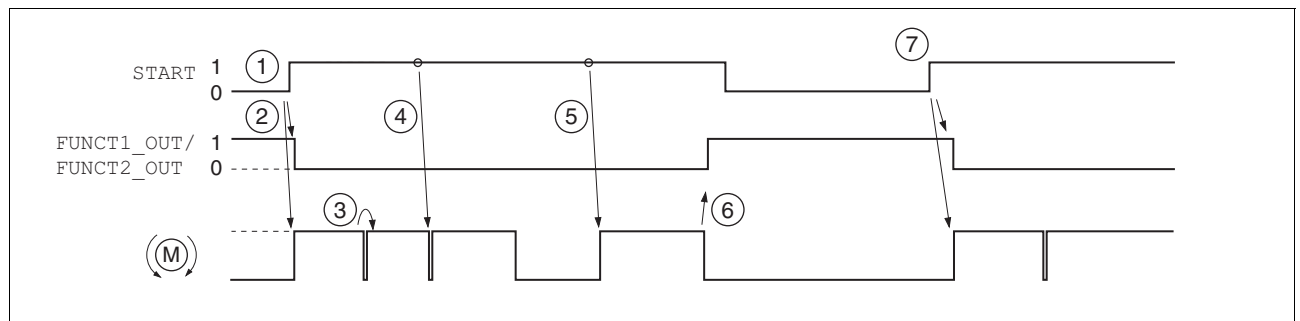 7
START 1 1
0
2 4 5
FUNCT1_OUT/ 1
FUNCT2_OUT 0
3 6
M